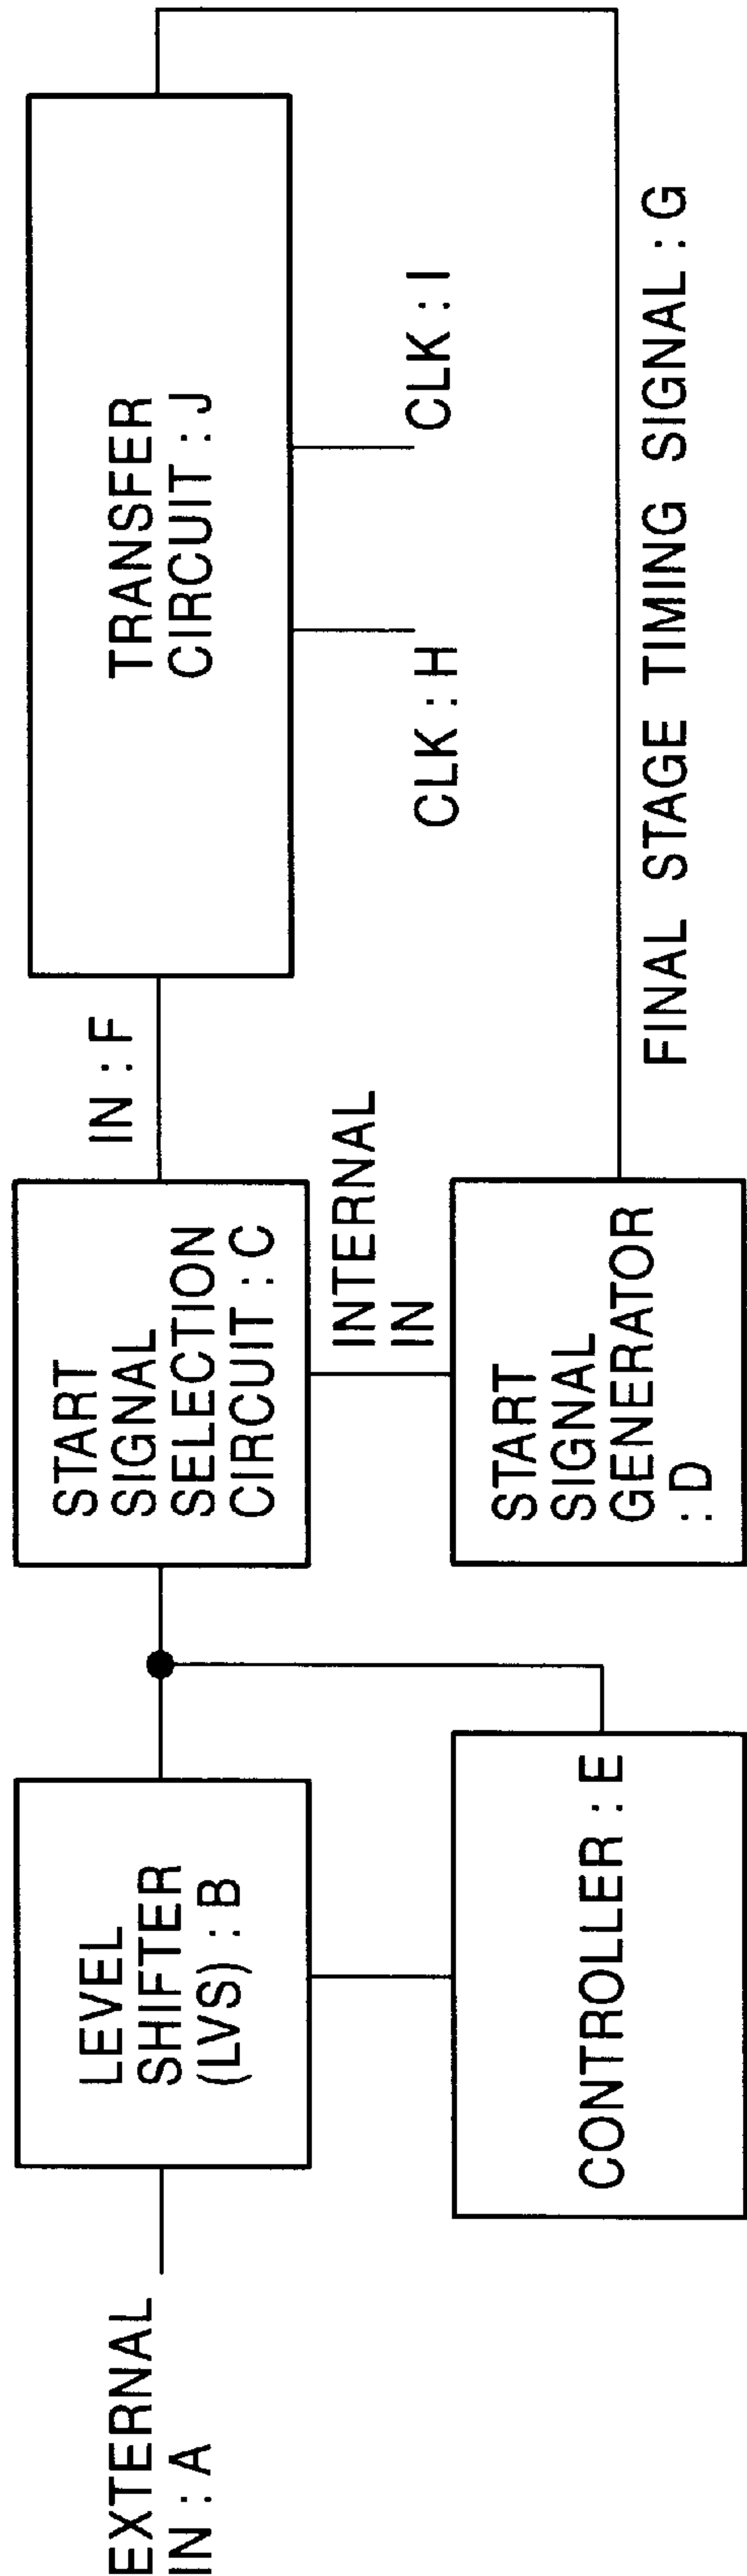 EXTERNAL
IN : A
LEVEL
SHIFTER
(LVS) : B
CONTROLLER : E
START
SIGNAL
SELECTION
CIRCUIT : C
INTERNAL
IN
START
SIGNAL
GENERATOR
: D
IN : F
TRANSFER
CIRCUIT : J
CLK : H
CLK : I
FINAL STAGE TIMING SIGNAL : G